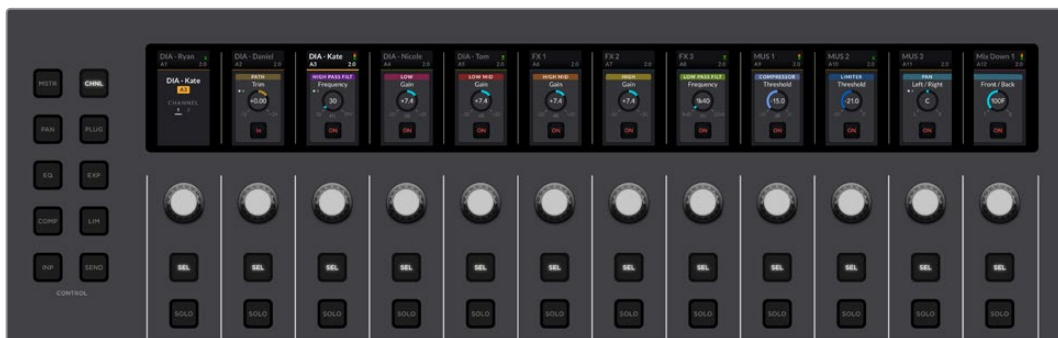 DIA - Ryan DIA - Daniel DIA - Kate DIA - Nicole DIA - Tom FX 1 FX 2 FX 3 MUS 1 MUS 2 MUS 3 Mix Down 1
A1 2.0 A2 2.0 A3 2.0 A4 2.0 A5 2.0 A6 2.0 A7 2.0 A8 2.0 A9 2.0 A10 2.0 A11 2.0 A12 2.0
DIA - Kate PATH HIGH PASS FILT LOW LOW MID HIGH MID HIGH LOW PASS FILT COMPRESSOR LIMITER PAN
A3 Trim Frequency Gain Gain Gain Gain Frequency Threshold Threshold Left / Right Front / Back
CHANNEL +0.00 30 +7.4 +7.4 +7.4 +7.4 1k40 -15.0 -21.0 C 100F
1 2 In ON ON ON ON ON ON ON ON ON ON
MSTR CHNL
PAN PLUG
EQ EXP
COMP LIM
INP SEND
CONTROL
SEL SEL SEL SEL SEL SEL SEL SEL SEL SEL SEL SEL
SOLO SOLO SOLO SOLO SOLO SOLO SOLO SOLO SOLO SOLO SOLO SOLO